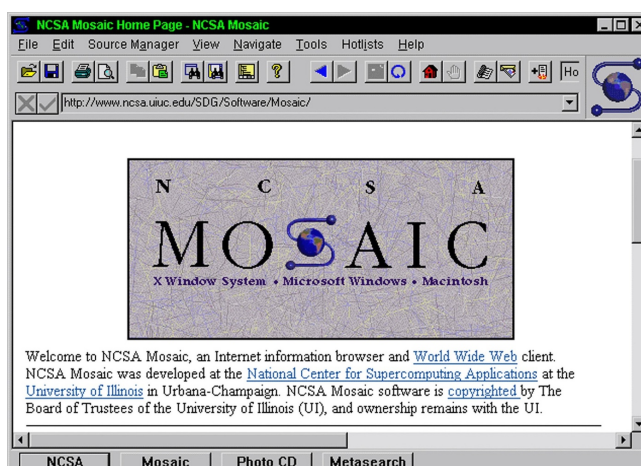 NCSA Mosaic Home Page - NCSA Mosaic
File Edit Source Manager View Navigate Tools Hotlists Help
Ho
http://www.ncsa.uiuc.edu/SDG/Software/Mosaic/
N C S A
MOSAIC
X Window System • Microsoft Windows • Macintosh
Welcome to NCSA Mosaic, an Internet information browser and World Wide Web client.
NCSA Mosaic was developed at the National Center for Supercomputing Applications at the
University of Illinois in Urbana-Champaign. NCSA Mosaic software is copyrighted by The
Board of Trustees of the University of Illinois (UI), and ownership remains with the UI.
NCSA Mosaic Photo CD Metasearch